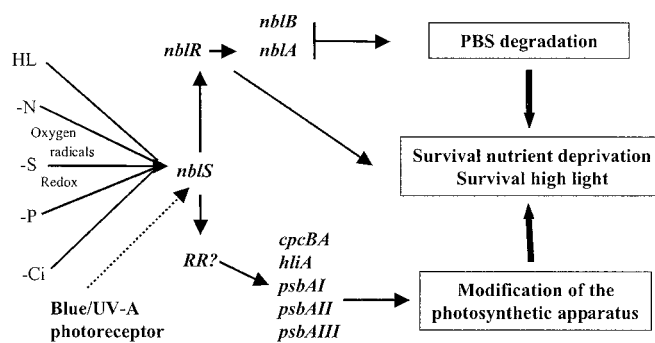 HL
-N
Oxygen
radicals
-S
Redox
-P
-Ci
Blue/UV-A
photoreceptor
nblS
nblR
nblB
nblA
RR?
cpcBA
hliA
psbAI
psbAII
psbAIII
PBS degradation
Survival nutrient deprivation
Survival high light
Modification of the
photosynthetic apparatus